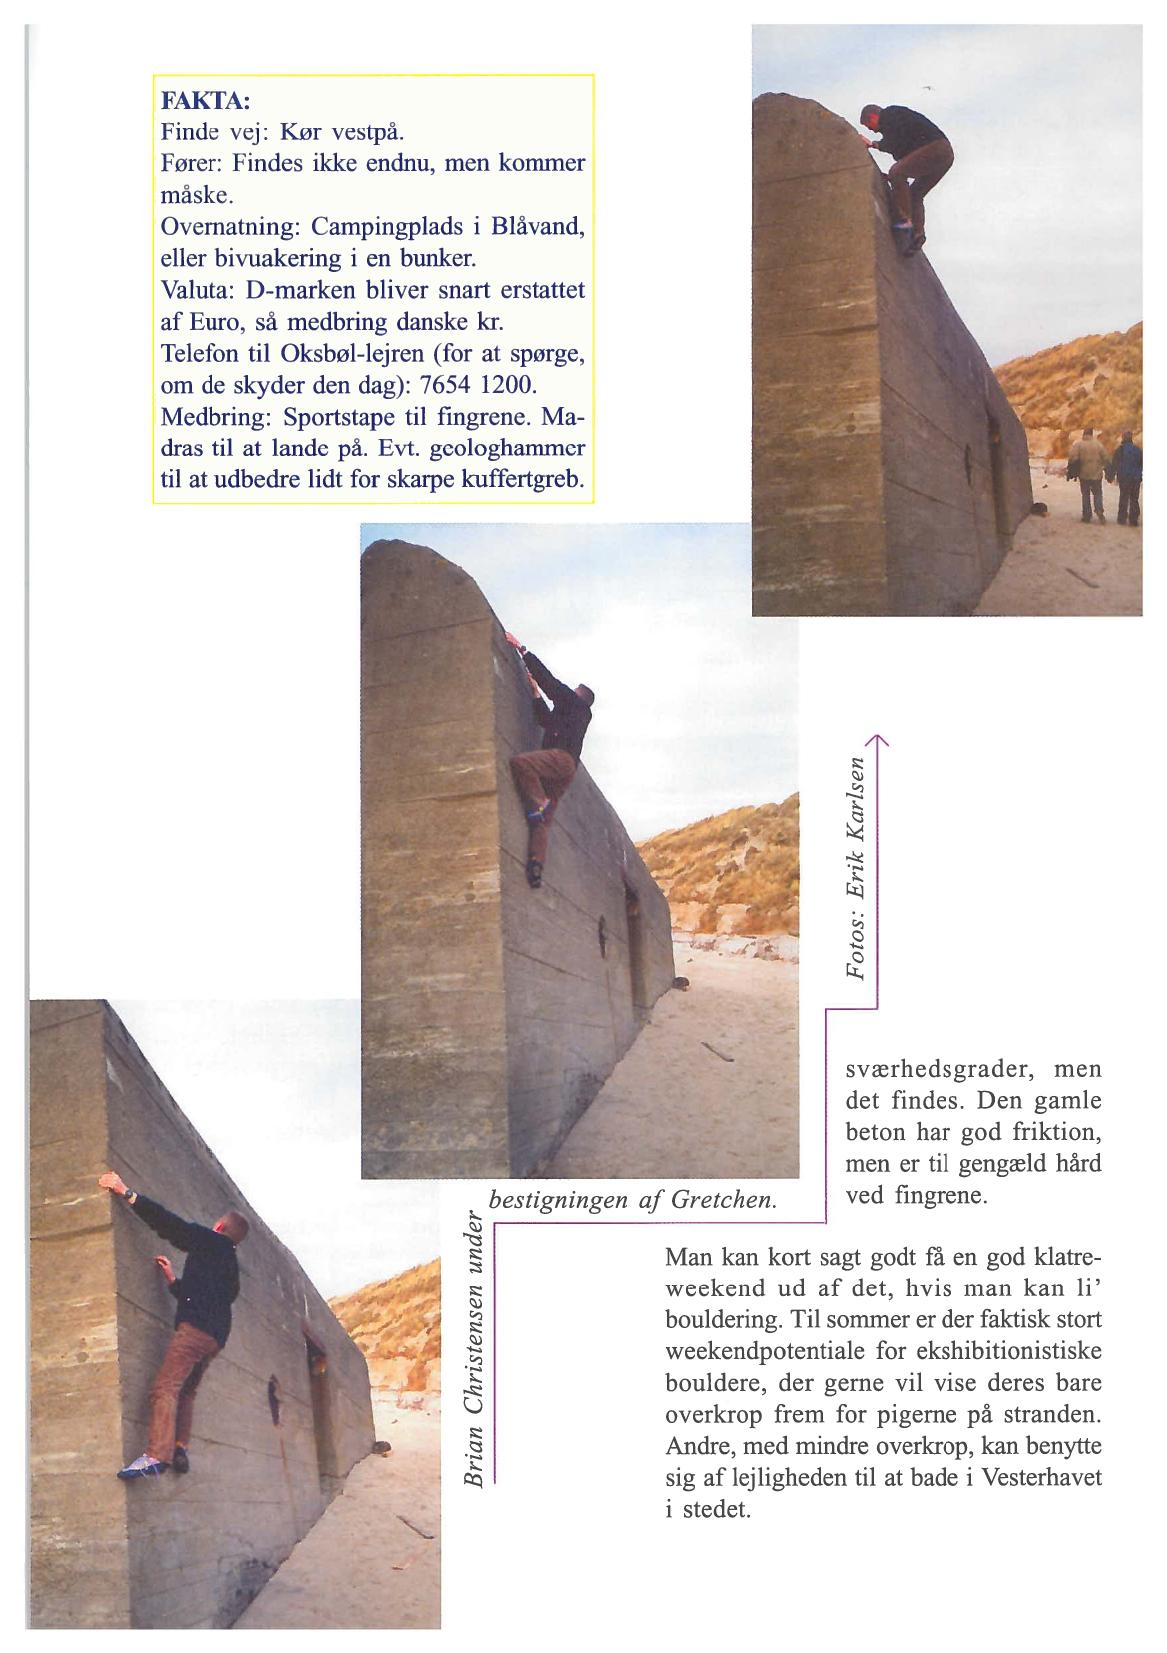 FAKTA:
Finde vej: Kør vestpå.
Fører: Findes ikke endnu, men kommer
måske.
Overnatning: Campingplads i Blåvand,
eller bivuakering i en bunker.
Valuta: D-marken bliver snart erstattet
af Euro, så medbring danske kr.
Telefon til Oksbøl-lejren (for at spørge,
om de skyder den dag): 7654 1200.
Medbring: Sportstape til fingrene. Ma-
dras til at lande på. Evt. geologhammer
til at udbedre lidt for skarpe kuffertgreb.
Brian Christensen under
bestigningen af Gretchen.
Fotos: Erik Karlsen
sværhedsgrader, men
det findes. Den gamle
beton har god friktion,
men er til gengæld hård
ved fingrene.
Man kan kort sagt godt få en god klatre-
weekend ud af det, hvis man kan li'
bouldering. Til sommer er der faktisk stort
weekendpotentiale for ekshibitionistiske
bouldere, der gerne vil vise deres bare
overkrop frem for pigerne på stranden.
Andre, med mindre overkrop, kan benytte
sig af lejligheden til at bade i Vesterhavet
i stedet.